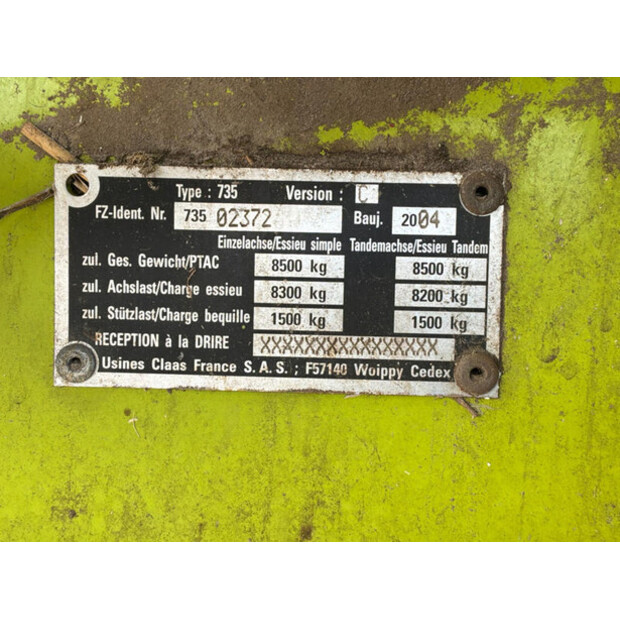 Type : 735 Version : C
FZ-Ident. Nr. 735 02372 Bauj. 2004
Einzelachse/Essieu simple Tandemachse/Essieu Tandem
zul. Ges. Gewicht/PTAC 8500 kg 8500 kg
zul. Achslast/Charge essieu 8300 kg 8200 kg
zul. Stützlast/Charge bequille 1500 kg 1500 kg
RECEPTION à la DRIRE XXXXXXXXXXXXXXXX
Usines Claas France S.A.S. ; F57140 Woippy Cedex